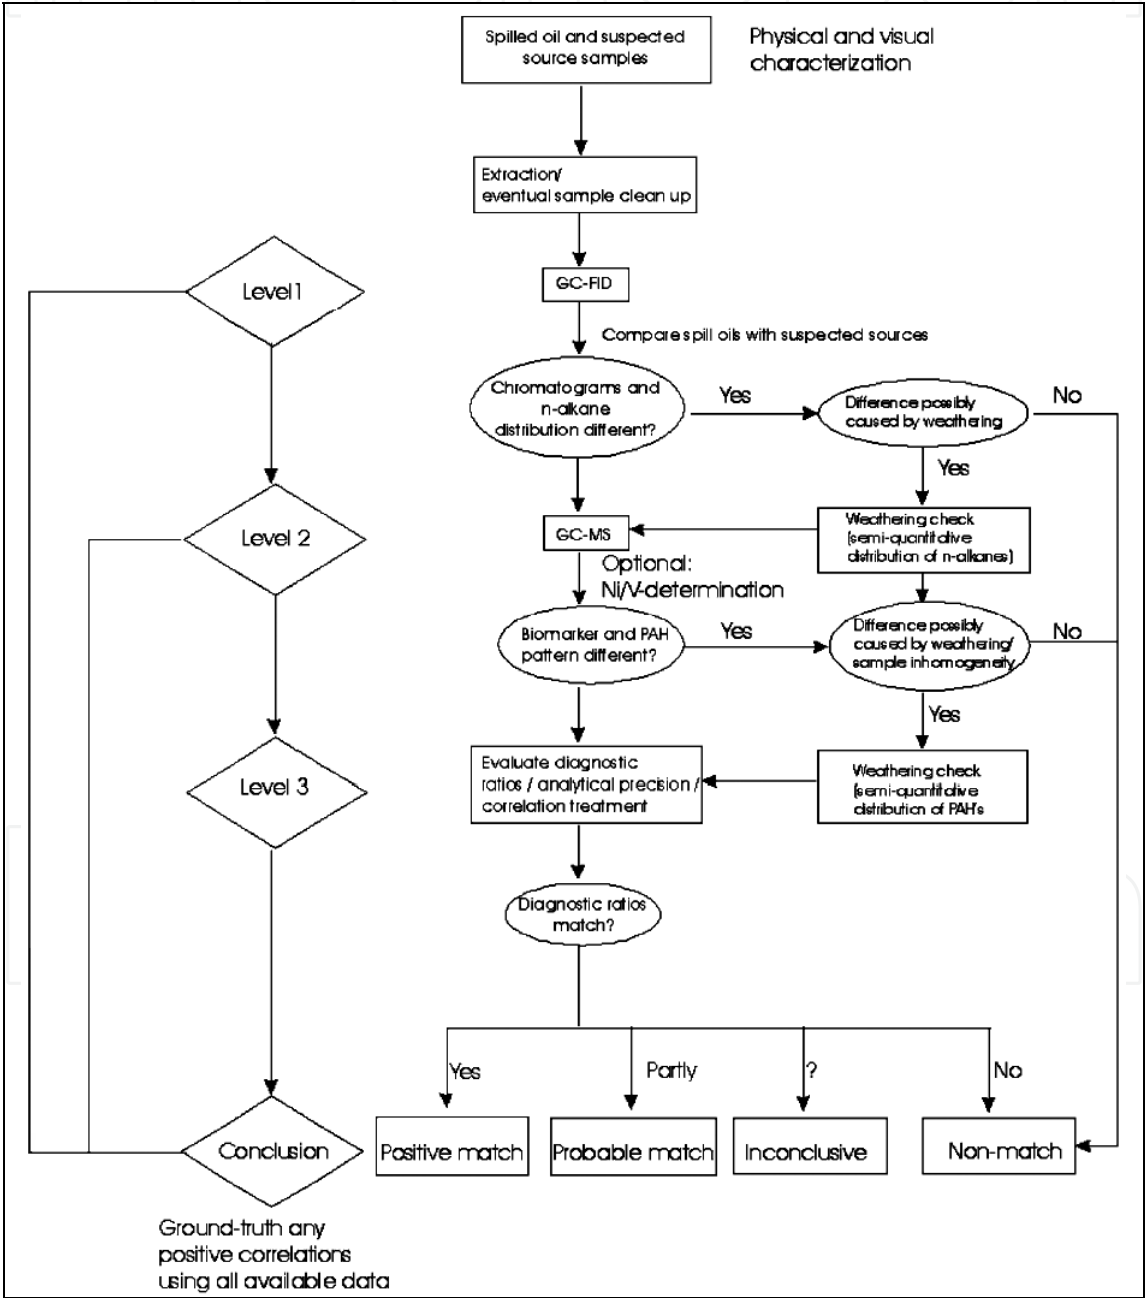 Spilled oil and suspected
source samples
Physical and visual
characterization
Extraction/
eventual sample clean up
Level 1
GC-FID
Compare spill oils with suspected sources
Chromatograms and
n-alkane
distribution different?
Yes
Difference possibly
caused by weathering
No
Yes
Level 2
GC-MS
Weathering check
(semi-quantitative
distribution of n-alkanes)
Optional:
Ni/V-determination
Biomarker and PAH
pattern different?
Yes
Difference possibly
caused by weathering/
sample inhomogeneity
No
Yes
Level 3
Evaluate diagnostic
ratios / analytical precision /
correlation treatment
Weathering check
(semi-quantitative
distribution of PAH's
Diagnostic ratios
match?
Yes
Partly
?
No
Conclusion
Positive match
Probable match
Inconclusive
Non-match
Ground-truth any
positive correlations
using all available data